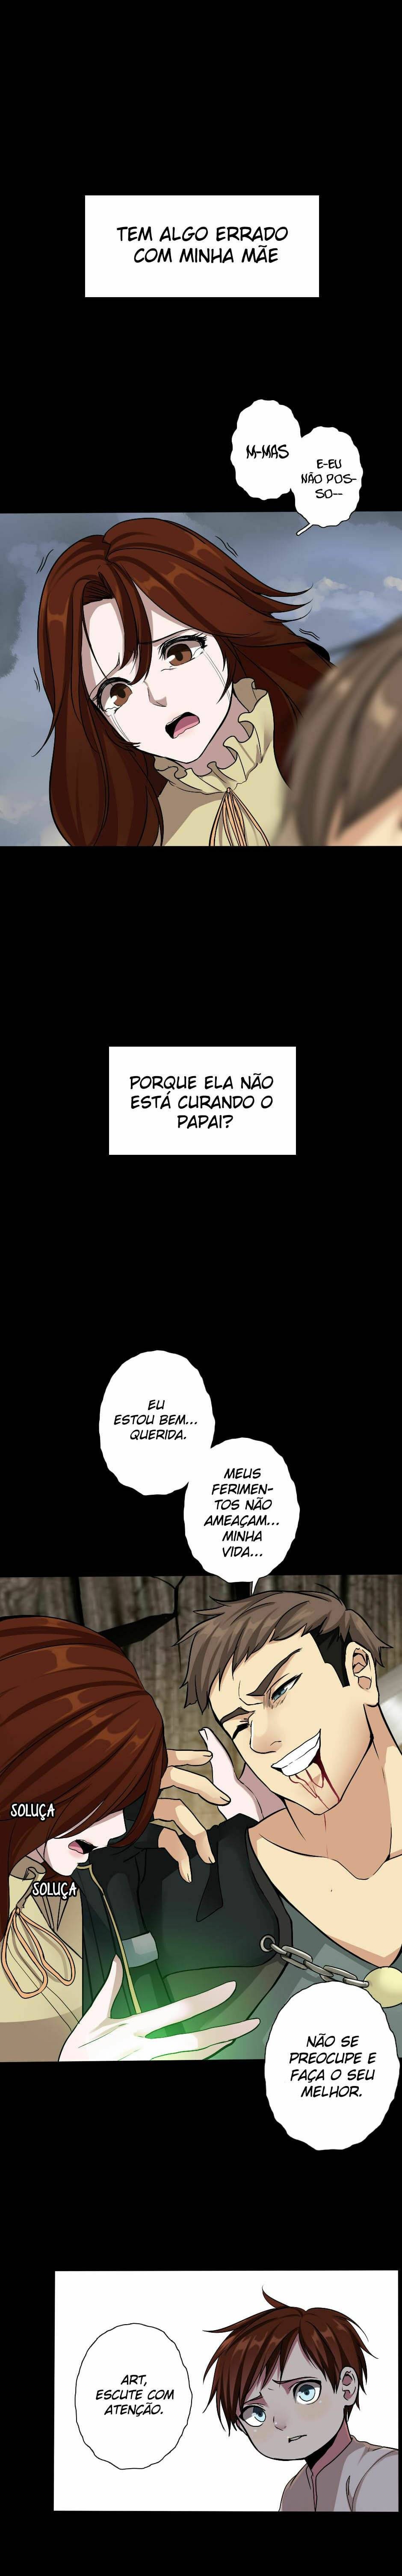 TEM ALGO ERRADO
COM MINHA MÃE
M-MAS
E-EU
NÃO POS-
SO--
PORQUE ELA NÃO
ESTÁ CURANDO O
PAPAI?
EU
ESTOU BEM...
QUERIDA.
MEUS
FERIMEN-
TOS NÃO
AMEAÇAM...
MINHA
VIDA...
SOLUÇA
SOLUÇA
NÃO SE
PREOCUPE E
FAÇA O SEU
MELHOR.
ART,
ESCUTE COM
ATENÇÃO.